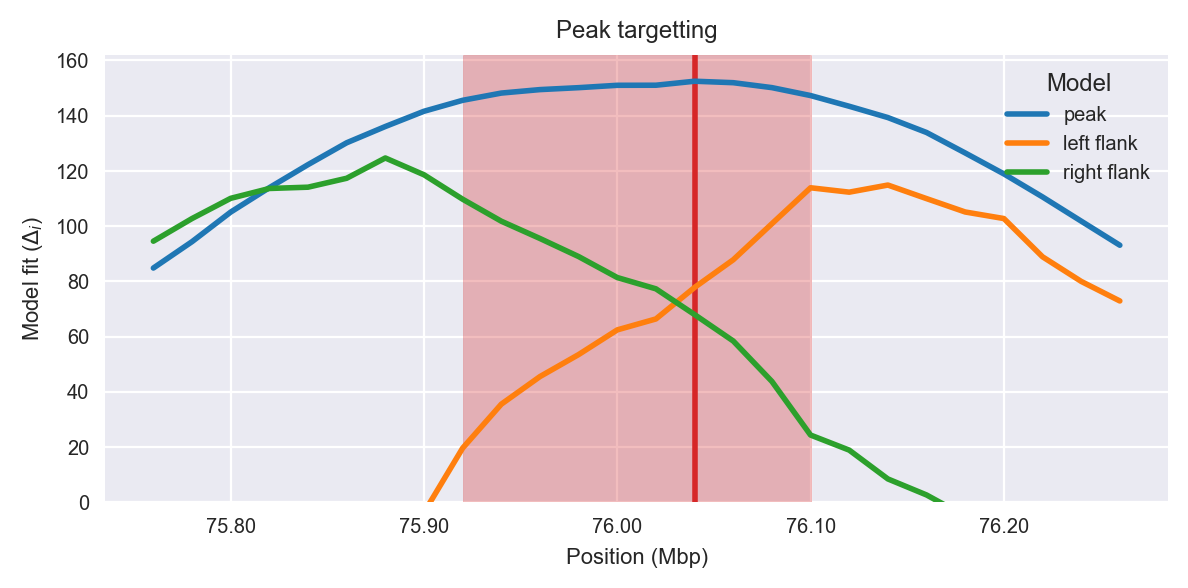 Peak targetting
Model fit (Δi)
160
140
120
100
80
60
40
20
0
Model
peak
left flank
right flank
75.80
75.90
76.00
76.10
76.20
Position (Mbp)